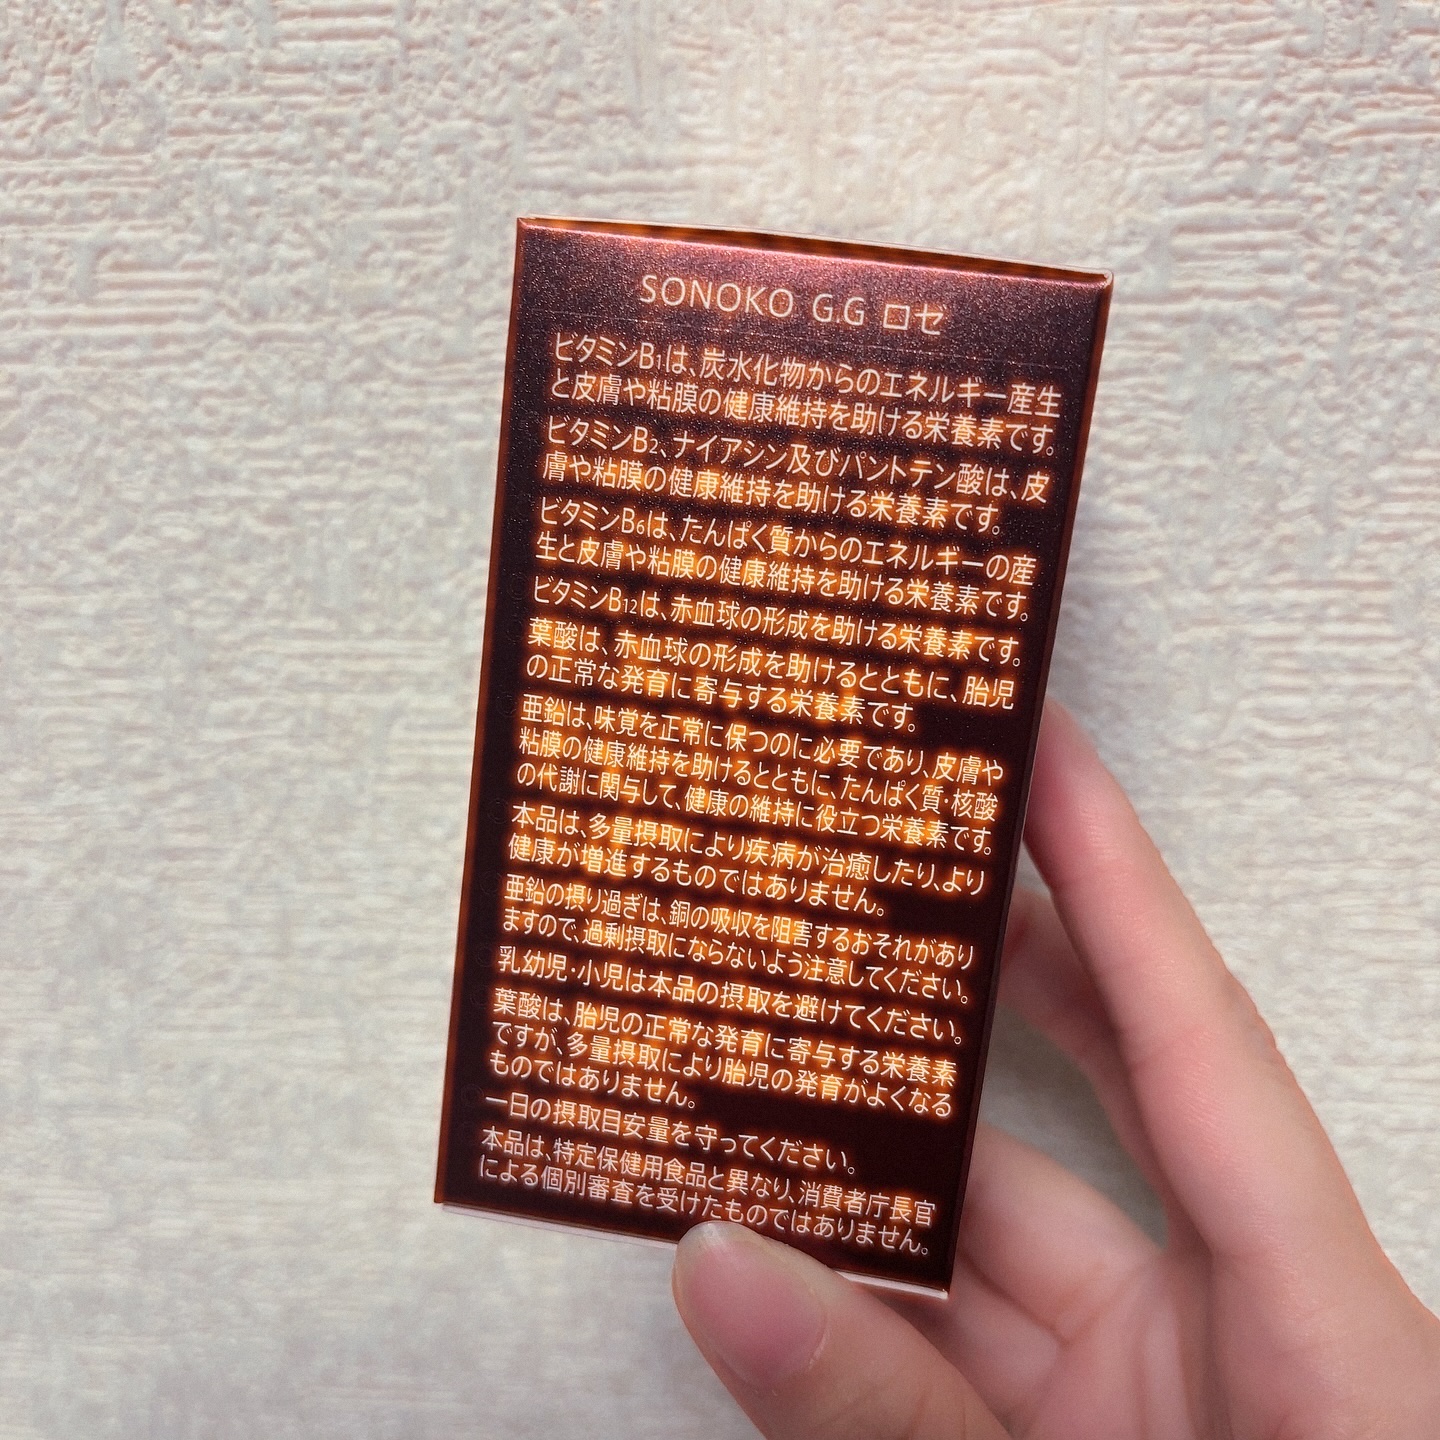 SONOKO G.G ロゼ
ビタミンB₁は、炭水化物からのエネルギー産生
と皮膚や粘膜の健康維持を助ける栄養素です。
ビタミンB₂、ナイアシン及びパントテン酸は、皮
膚や粘膜の健康維持を助ける栄養素です。
ビタミンB₆は、たんぱく質からのエネルギーの産
生と皮膚や粘膜の健康維持を助ける栄養素です。
ビタミンB₁₂は、赤血球の形成を助ける栄養素です。
葉酸は、赤血球の形成を助けるとともに、胎児
の正常な発育に寄与する栄養素です。
亜鉛は、味覚を正常に保つのに必要であり、皮膚や
粘膜の健康維持を助けるとともに、たんぱく質・核酸
の代謝に関与して、健康の維持に役立つ栄養素です。
本品は、多量摂取により疾病が治癒したり、より
健康が増進するものではありません。
亜鉛の摂り過ぎは、銅の吸収を阻害するおそれがあり
ますので、過剰摂取にならないよう注意してください。
乳幼児・小児は本品の摂取を避けてください。
葉酸は、胎児の正常な発育に寄与する栄養素
ですが、多量摂取により胎児の発育がよくなる
ものではありません。
一日の摂取目安量を守ってください。
本品は、特定保健用食品と異なり、消費者庁長官
による個別審査を受けたものではありません。